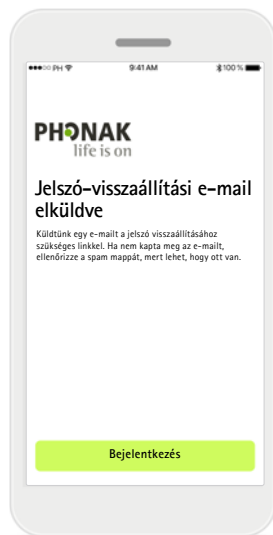 ●●●○○ PH 9:41 AM 100 %
PHONAK
life is on
Jelszó-visszaállítási e-mail
elküldve
Küldtünk egy e-mailt a jelszó visszaállításához
szükséges linkkel. Ha nem kapta meg az e-mailt,
ellenőrizze a spam mappát, mert lehet, hogy ott van.
Bejelentkezés